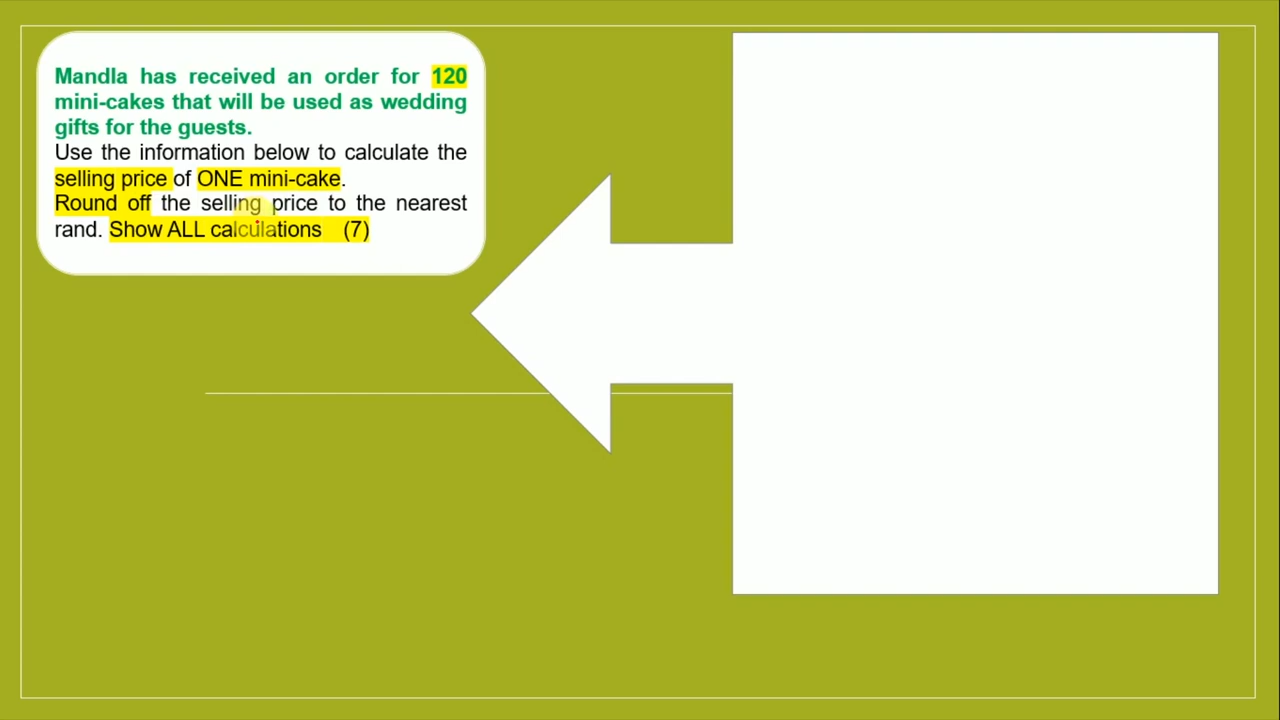 Mandla has received an order for 120
mini-cakes that will be used as wedding
gifts for the guests.
Use the information below to calculate the
selling price of ONE mini-cake.
Round off the selling price to the nearest
rand. Show ALL calculations (7)